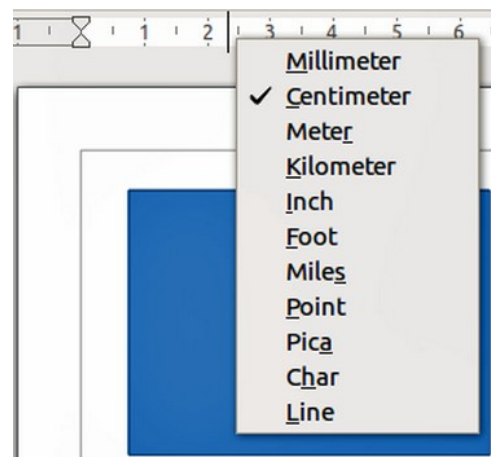 1 1 2 3 4 5 6
Millimeter
Centimeter
Meter
Kilometer
Inch
Foot
Miles
Point
Pica
Char
Line